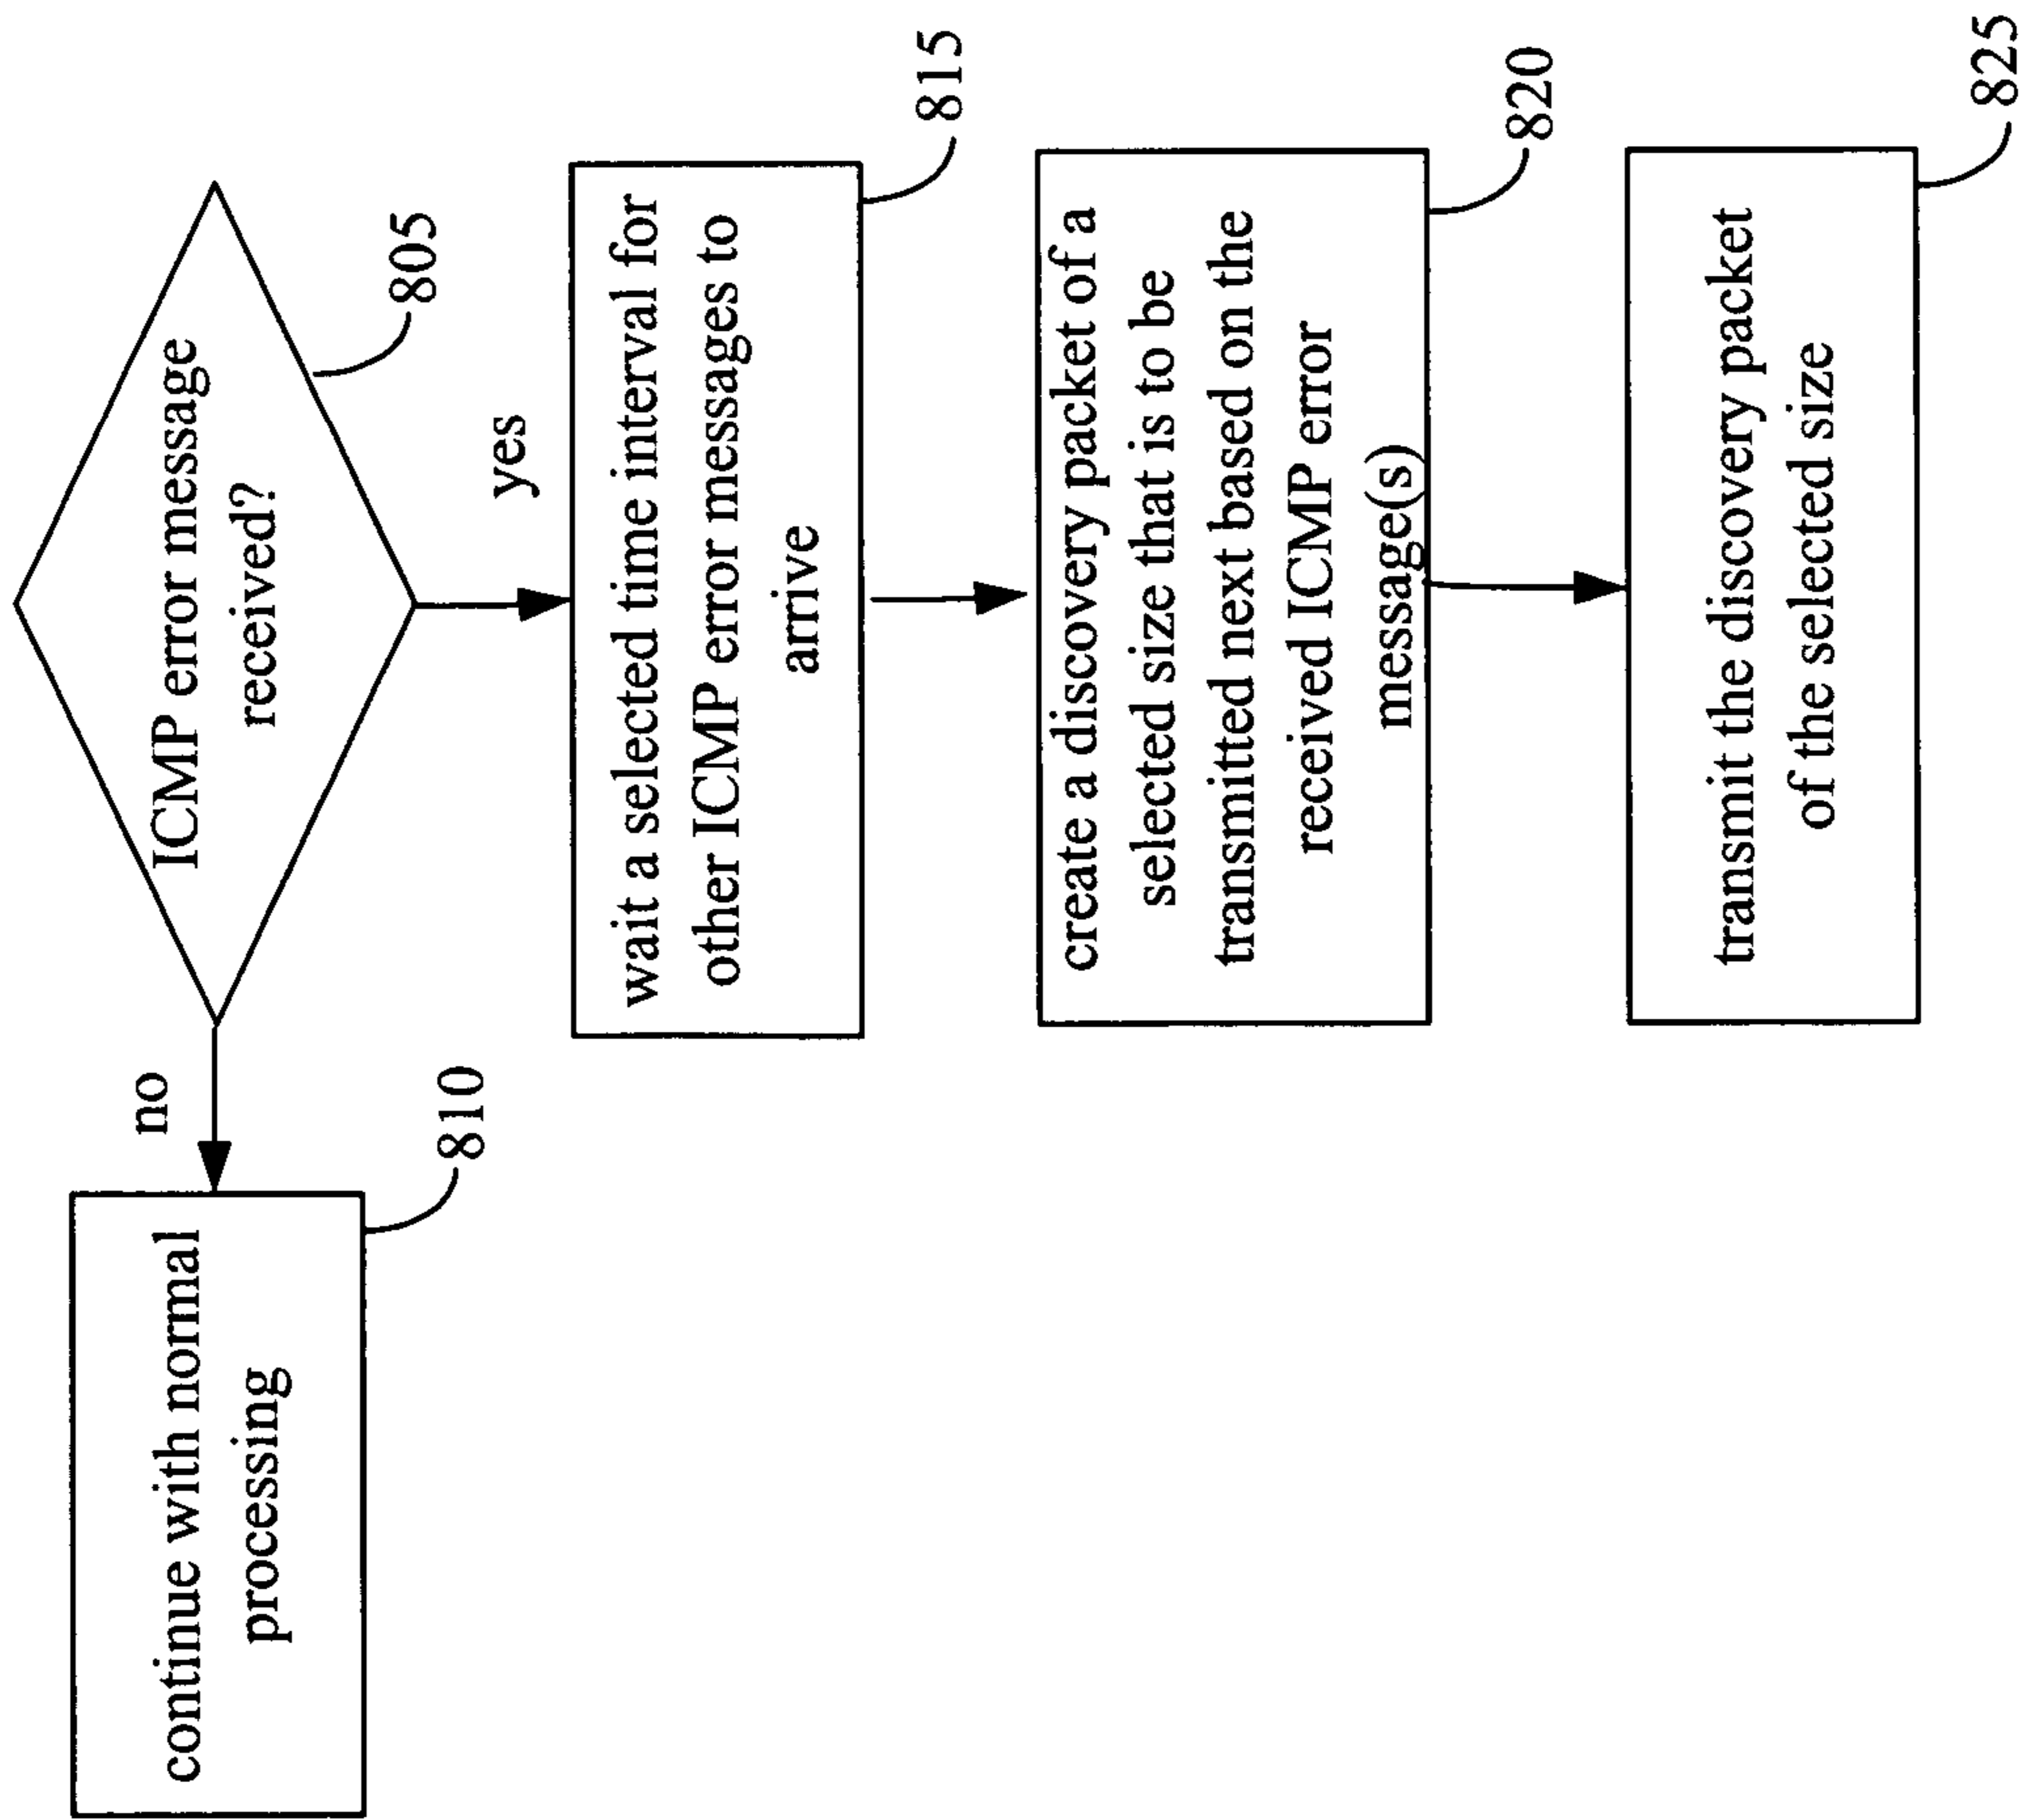 ICMP error message
received?
805
no
continue with normal
processing
810
yes
wait a selected time interval for
other ICMP error messages to
arrive
815
create a discovery packet of a
selected size that is to be
transmitted next based on the
received ICMP error
message(s)
820
transmit the discovery packet
of the selected size
825